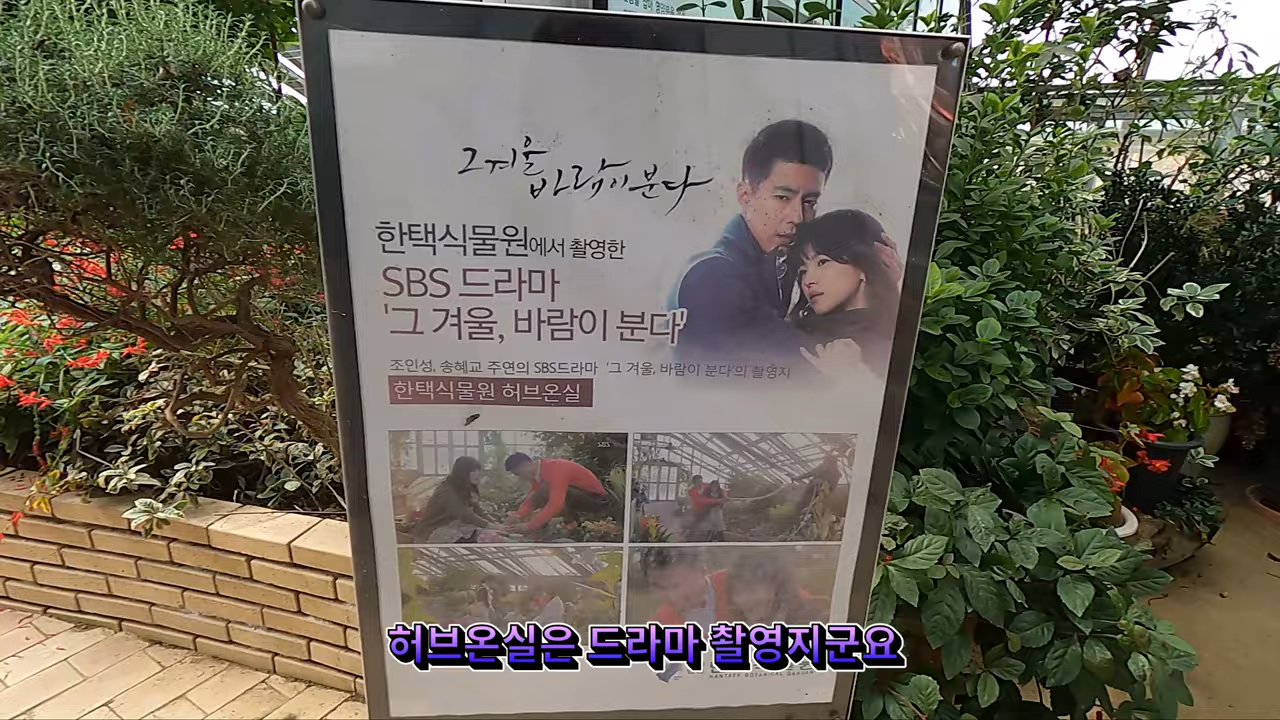 그 겨울
바람이 분다
한택식물원에서 촬영한
SBS 드라마
'그 겨울, 바람이 분다'
조인성, 송혜교 주연의 SBS드라마 '그 겨울, 바람이 분다'의 촬영지
한택식물원 허브온실
SBS
허브온실은 드라마 촬영지군요
HANTAEK BOTANICAL GARDEN